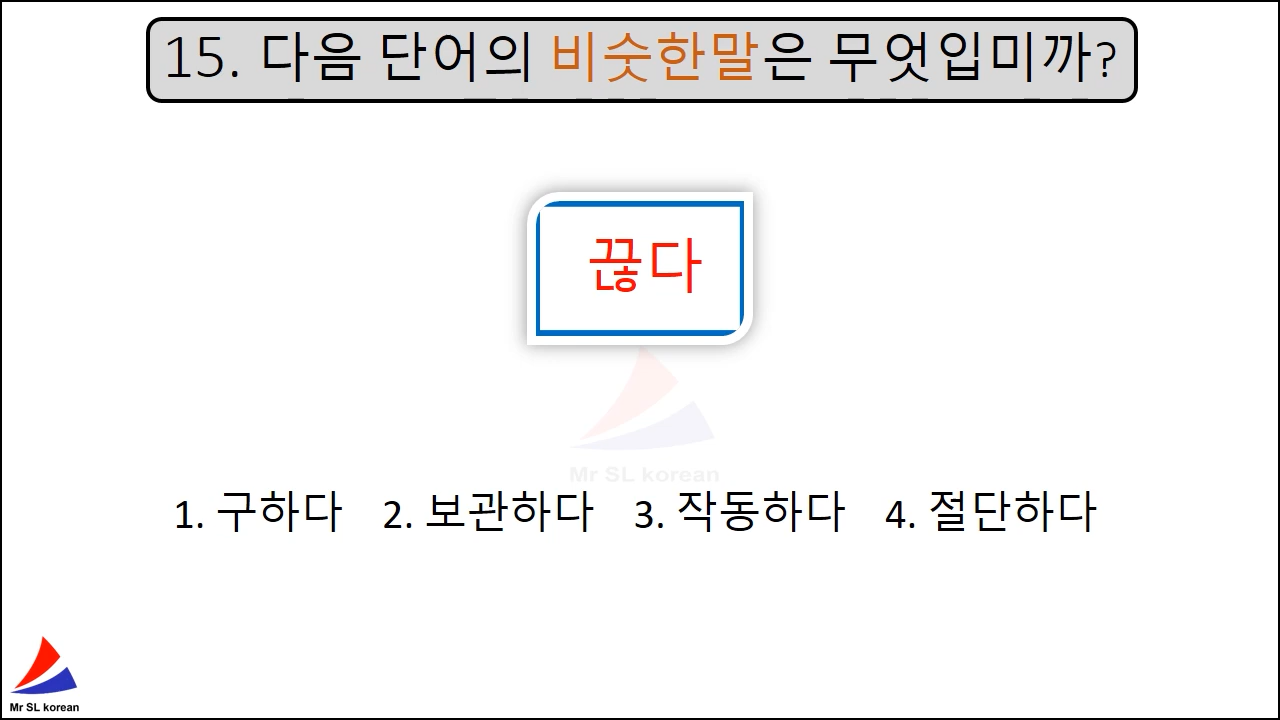 15. 다음 단어의 비슷한말은 무엇입미까?
끊다
Mr SL korean
1. 구하다 2. 보관하다 3. 작동하다 4. 절단하다
Mr SL korean